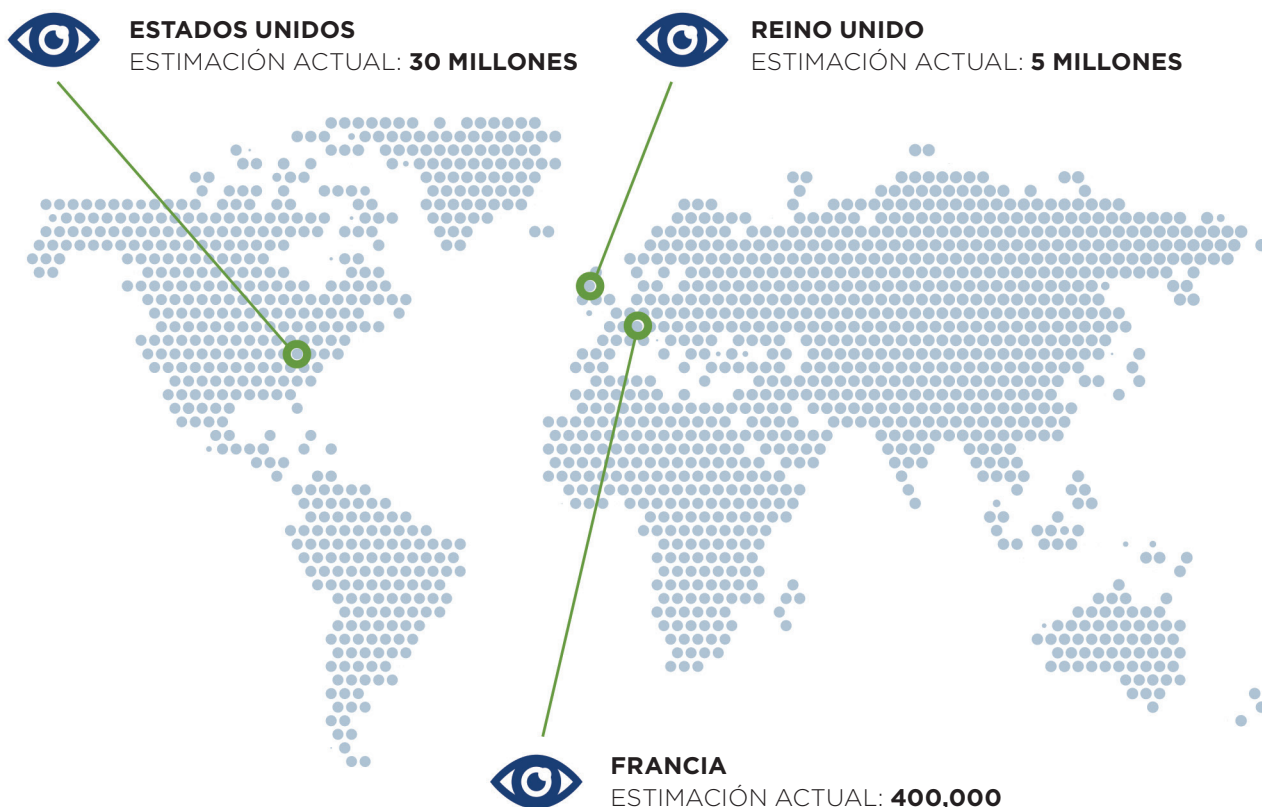 ESTADOS UNIDOS
ESTIMACIÓN ACTUAL: 30 MILLONES
REINO UNIDO
ESTIMACIÓN ACTUAL: 5 MILLONES
FRANCIA
ESTIMACIÓN ACTUAL: 400,000